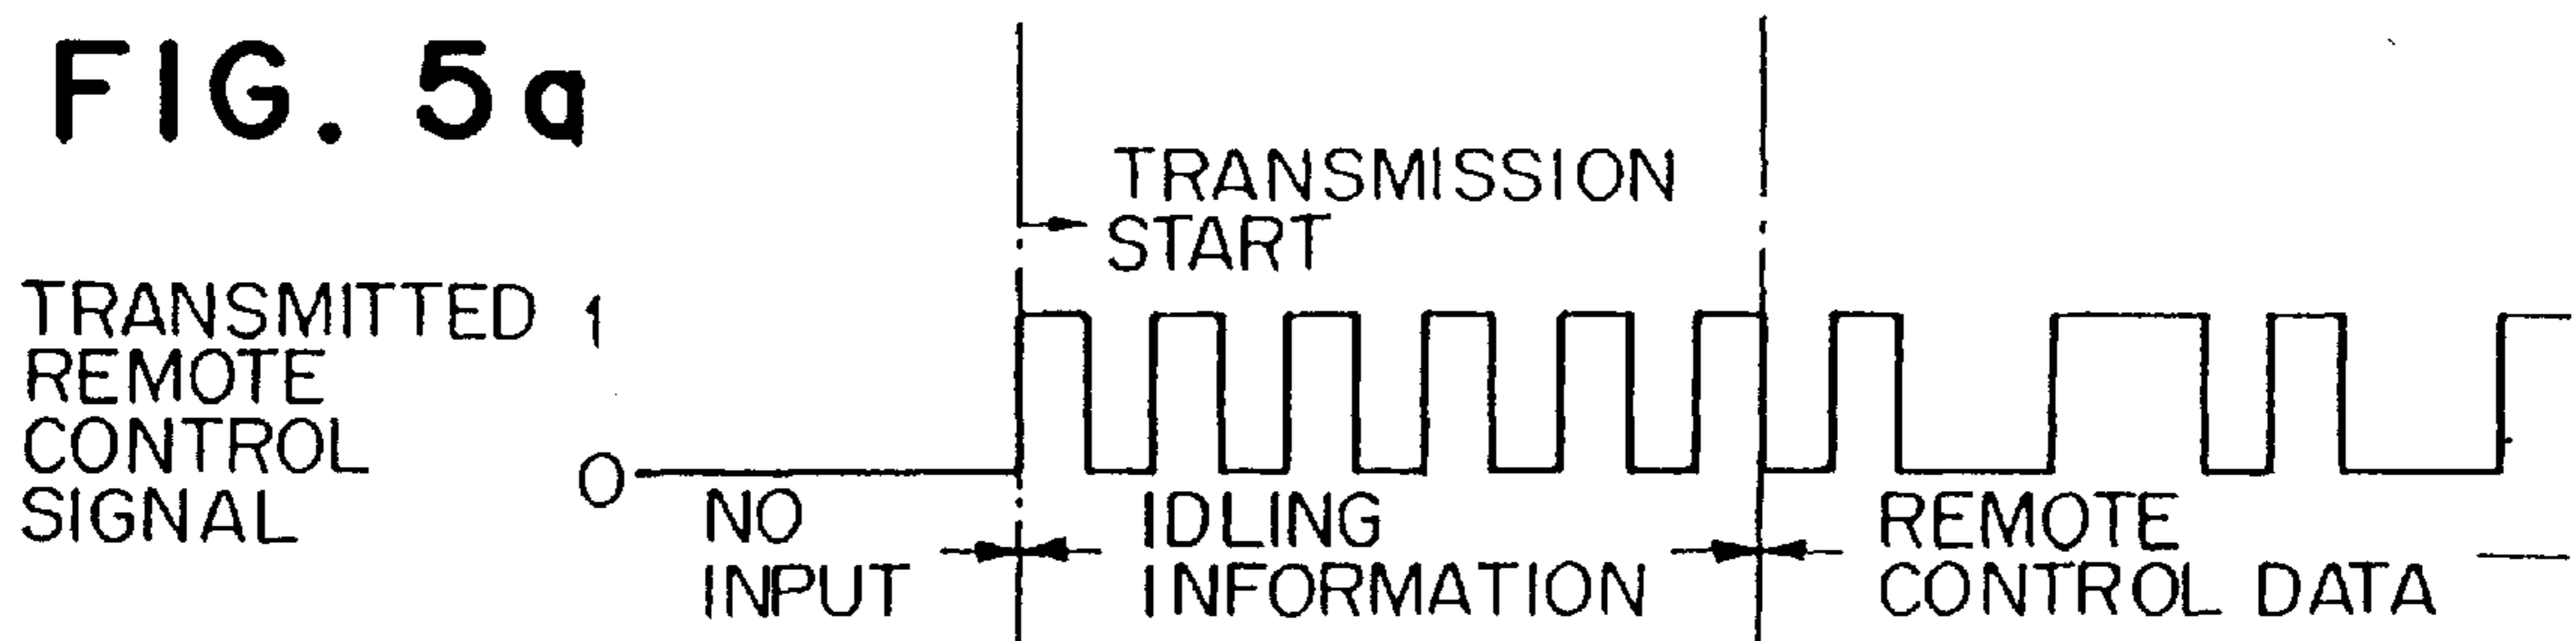 FIG. 5a
TRANSMISSION
START
TRANSMITTED
REMOTE
CONTROL
SIGNAL
1
0
NO
INPUT
IDLING
INFORMATION
REMOTE
CONTROL DATA